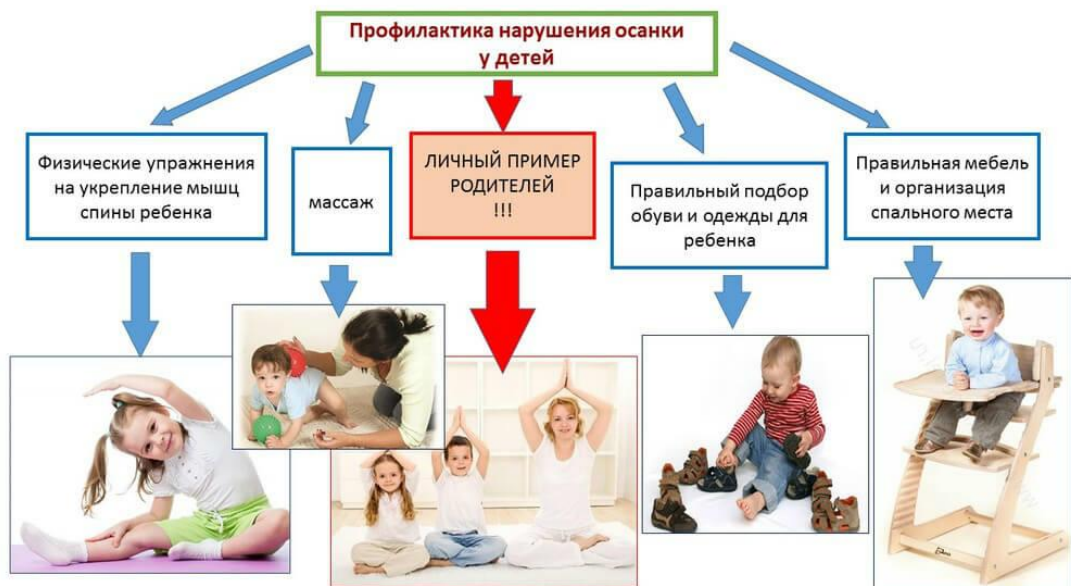 Профилактика нарушения осанки
у детей
Физические упражнения
на укрепление мышц
спины ребенка
массаж
ЛИЧНЫЙ ПРИМЕР
РОДИТЕЛЕЙ
!!!
Правильный подбор
обуви и одежды для
ребенка
Правильная мебель
и организация
спального места